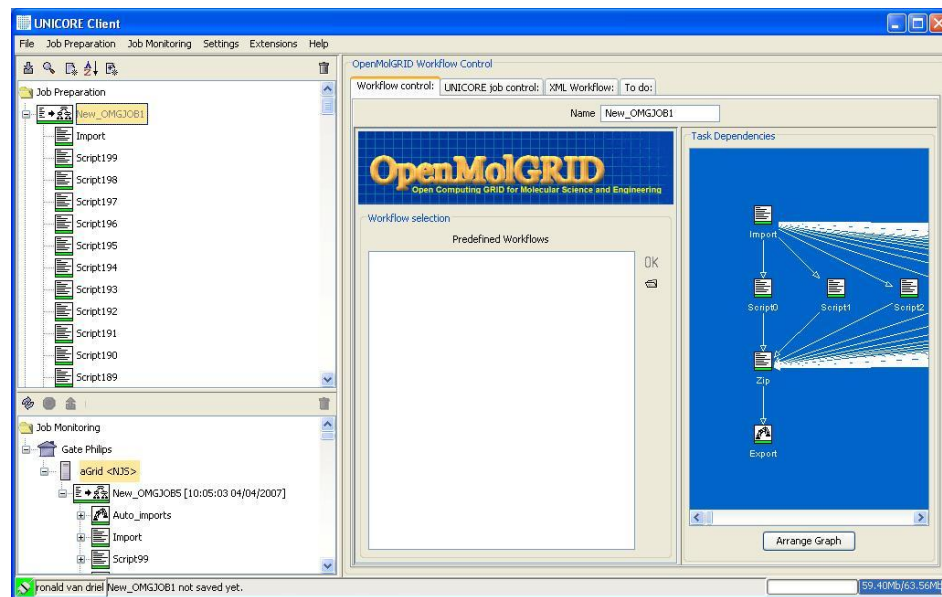 UNICORE Client
File Job Preparation Job Monitoring Settings Extensions Help
Job Preparation
New_OMGJOB1
Import
Script199
Script198
Script197
Script196
Script195
Script194
Script193
Script192
Script191
Script190
Script189
Job Monitoring
Gate Philips
aGrid <NJS>
New_OMGJOB5 [10:05:03 04/04/2007]
Auto_imports
Import
Script99
OpenMolGRID Workflow Control
Workflow control: UNICORE job control: XML Workflow: To do:
Name New_OMGJOB1
OpenMolGRID
Open Computing GRID for Molecular Science and Engineering
Workflow selection
Predefined Workflows
OK
Task Dependencies
Import
Script0 Script1 Script2
Zip
Export
Arrange Graph
ronald van driel New_OMGJOB1 not saved yet.
59.40Mb/63.56Mb